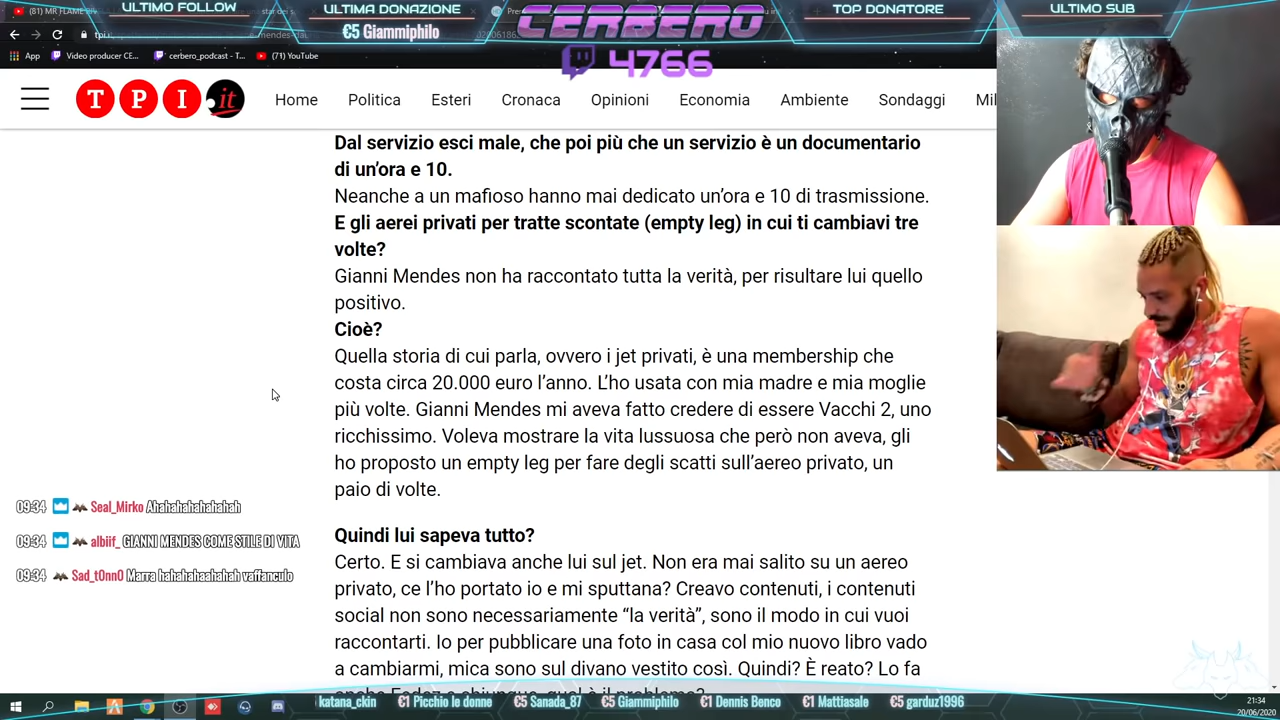 ULTIMO FOLLOW
ULTIMA DONAZIONE
€5 Giammiphilo
CERBERO
4766
TOP DONATORE
ULTIMO SUB
(81) MR FLAME
App
Video producer CE...
cerbero_podcast - T...
(71) YouTube
TPI.it
Home
Politica
Esteri
Cronaca
Opinioni
Economia
Ambiente
Sondaggi
Mil
Dal servizio esci male, che poi più che un servizio è un documentario
di un’ora e 10.
Neanche a un mafioso hanno mai dedicato un’ora e 10 di trasmissione.
E gli aerei privati per tratte scontate (empty leg) in cui ti cambiavi tre
volte?
Gianni Mendes non ha raccontato tutta la verità, per risultare lui quello
positivo.
Cioè?
Quella storia di cui parla, ovvero i jet privati, è una membership che
costa circa 20.000 euro l’anno. L’ho usata con mia madre e mia moglie
più volte. Gianni Mendes mi aveva fatto credere di essere Vacchi 2, uno
ricchissimo. Voleva mostrare la vita lussuosa che però non aveva, gli
ho proposto un empty leg per fare degli scatti sull’aereo privato, un
paio di volte.
Quindi lui sapeva tutto?
Certo. E si cambiava anche lui sul jet. Non era mai salito su un aereo
privato, ce l’ho portato io e mi sputtana? Creavo contenuti, i contenuti
social non sono necessariamente “la verità”, sono il modo in cui vuoi
raccontarti. Io per pubblicare una foto in casa col mio nuovo libro vado
a cambiarmi, mica sono sul divano vestito così. Quindi? È reato? Lo fa
09:34 Seal_Mirko Ahahahahahahah
09:34 albiif_ GIANNI MENDES COME STILE DI VITA
09:34 Sad_t0nn0 Marra hahahahaahahah vaffanculo
katana_ckin
€1 Picchio le donne
€5 Sanada_87
€5 Giammiphilo
€1 Dennis Benco
€1 Mattiasale
€5 garduz1996
21:34
20/06/2020